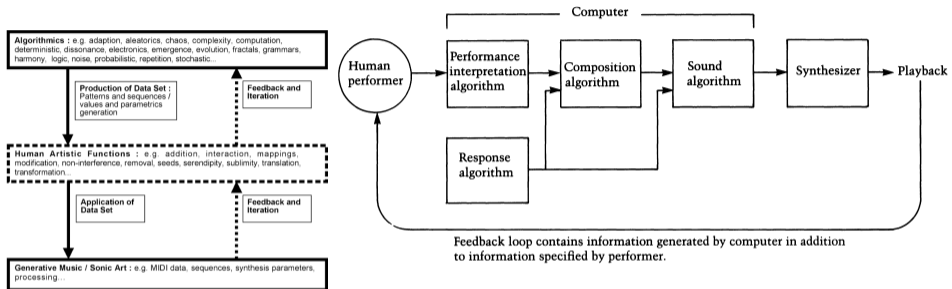 Algorithmics : e.g. adaption, aleatorics, chaos, complexity, computation,
deterministic, dissonance, electronics, emergence, evolution, fractals, grammars,
harmony, logic, noise, probabilistic, repetition, stochastic...
Production of Data Set :
Patterns and sequences /
values and parametrics
generation
Feedback and
Iteration
Human Artistic Functions : e.g. addition, interaction, mappings,
modification, non-interference, removal, seeds, serendipity, sublimity, translation,
transformation...
Application of
Data Set
Feedback and
Iteration
Generative Music / Sonic Art : e.g. MIDI data, sequences, synthesis parameters,
processing...
Computer
Human
performer
Performance
interpretation
algorithm
Composition
algorithm
Sound
algorithm
Synthesizer
Playback
Response
algorithm
Feedback loop contains information generated by computer in addition
to information specified by performer.